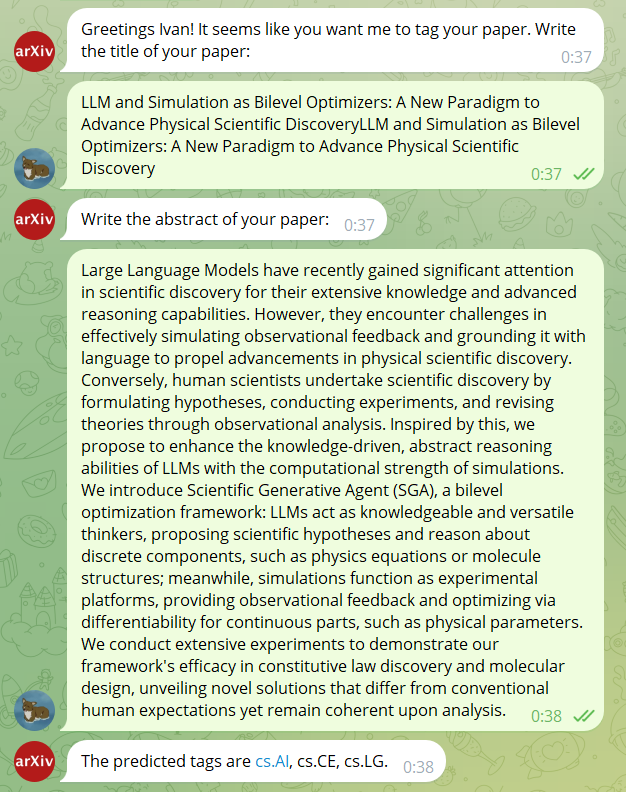 Greetings Ivan! It seems like you want me to tag your paper. Write
the title of your paper:
0:37
arXiv
LLM and Simulation as Bilevel Optimizers: A New Paradigm to
Advance Physical Scientific DiscoveryLLM and Simulation as Bilevel
Optimizers: A New Paradigm to Advance Physical Scientific
Discovery
0:37
arXiv
Write the abstract of your paper:
0:37
Large Language Models have recently gained significant attention
in scientific discovery for their extensive knowledge and advanced
reasoning capabilities. However, they encounter challenges in
effectively simulating observational feedback and grounding it with
language to propel advancements in physical scientific discovery.
Conversely, human scientists undertake scientific discovery by
formulating hypotheses, conducting experiments, and revising
theories through observational analysis. Inspired by this, we
propose to enhance the knowledge-driven, abstract reasoning
abilities of LLMs with the computational strength of simulations.
We introduce Scientific Generative Agent (SGA), a bilevel
optimization framework: LLMs act as knowledgeable and versatile
thinkers, proposing scientific hypotheses and reason about
discrete components, such as physics equations or molecule
structures; meanwhile, simulations function as experimental
platforms, providing observational feedback and optimizing via
differentiability for continuous parts, such as physical parameters.
We conduct extensive experiments to demonstrate our
framework's efficacy in constitutive law discovery and molecular
design, unveiling novel solutions that differ from conventional
human expectations yet remain coherent upon analysis.
0:38
arXiv
The predicted tags are cs.AI, cs.CE, cs.LG.
0:38